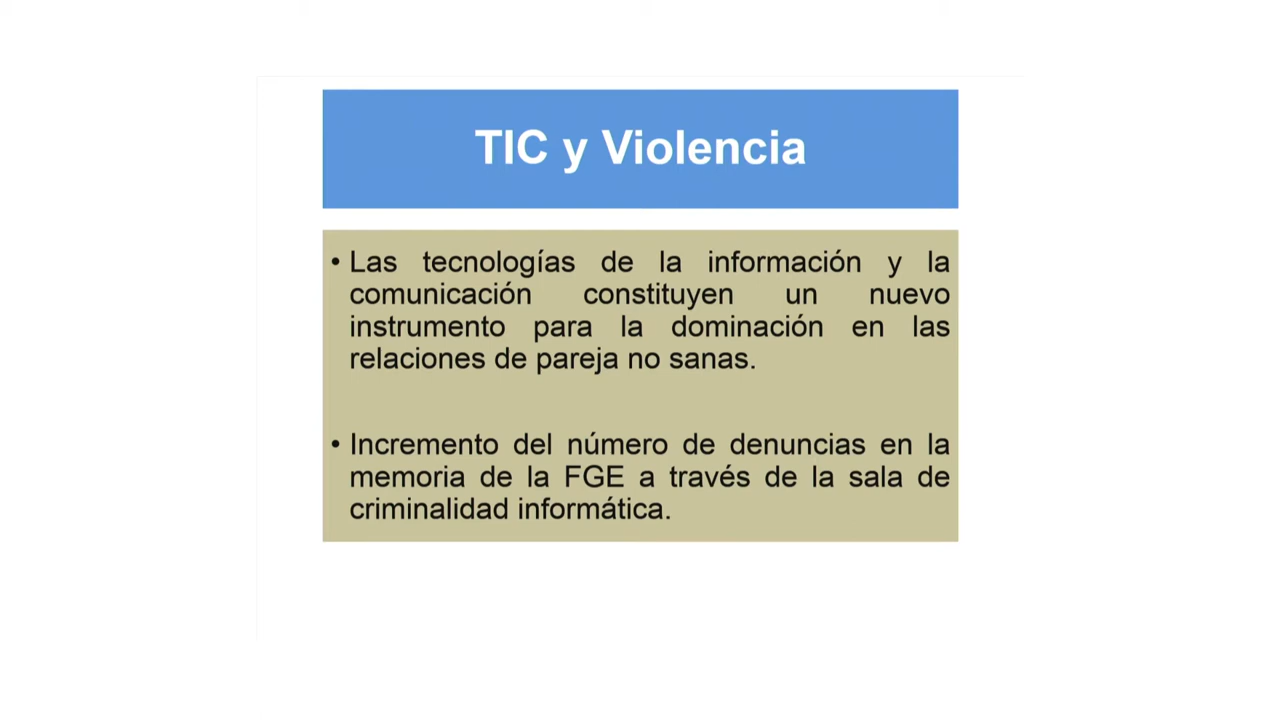 TIC y Violencia
• Las tecnologías de la información y la
comunicación constituyen un nuevo
instrumento para la dominación en las
relaciones de pareja no sanas.
• Incremento del número de denuncias en la
memoria de la FGE a través de la sala de
criminalidad informática.